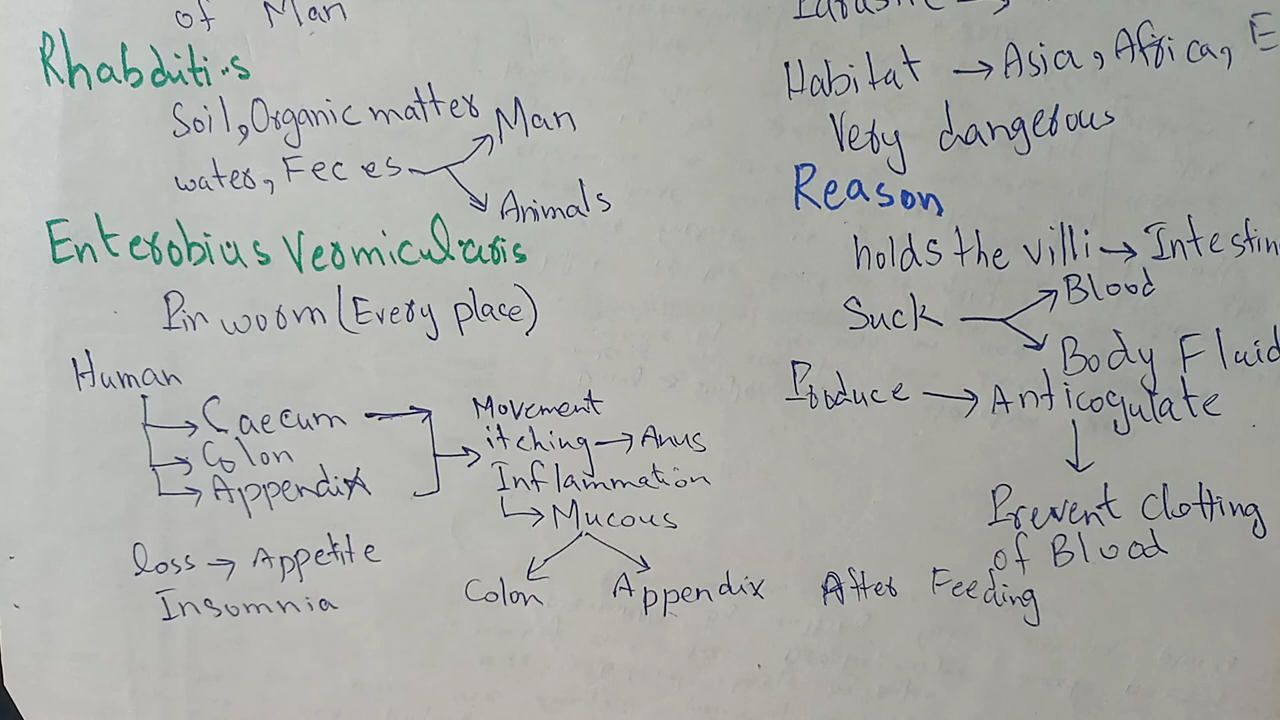 of Man
Rhabditis
Soil, Organic matter
water, Feces → Man
→ Animals
Enterobius Vermicularis
Pin worm (Every place)
Human
→ Caecum →
→ Colon
→ Appendix
→ Movement
itching → Anus
Inflammation
→ Mucous
Colon
Appendix
loss → Appetite
Insomnia
Habitat → Asia, Africa, E
Very dangerous
Reason
holds the villi → Intestin
Suck → Blood
→ Body Fluid
Produce → Anticogulate
Prevent Clotting
of Blood
After Feeding